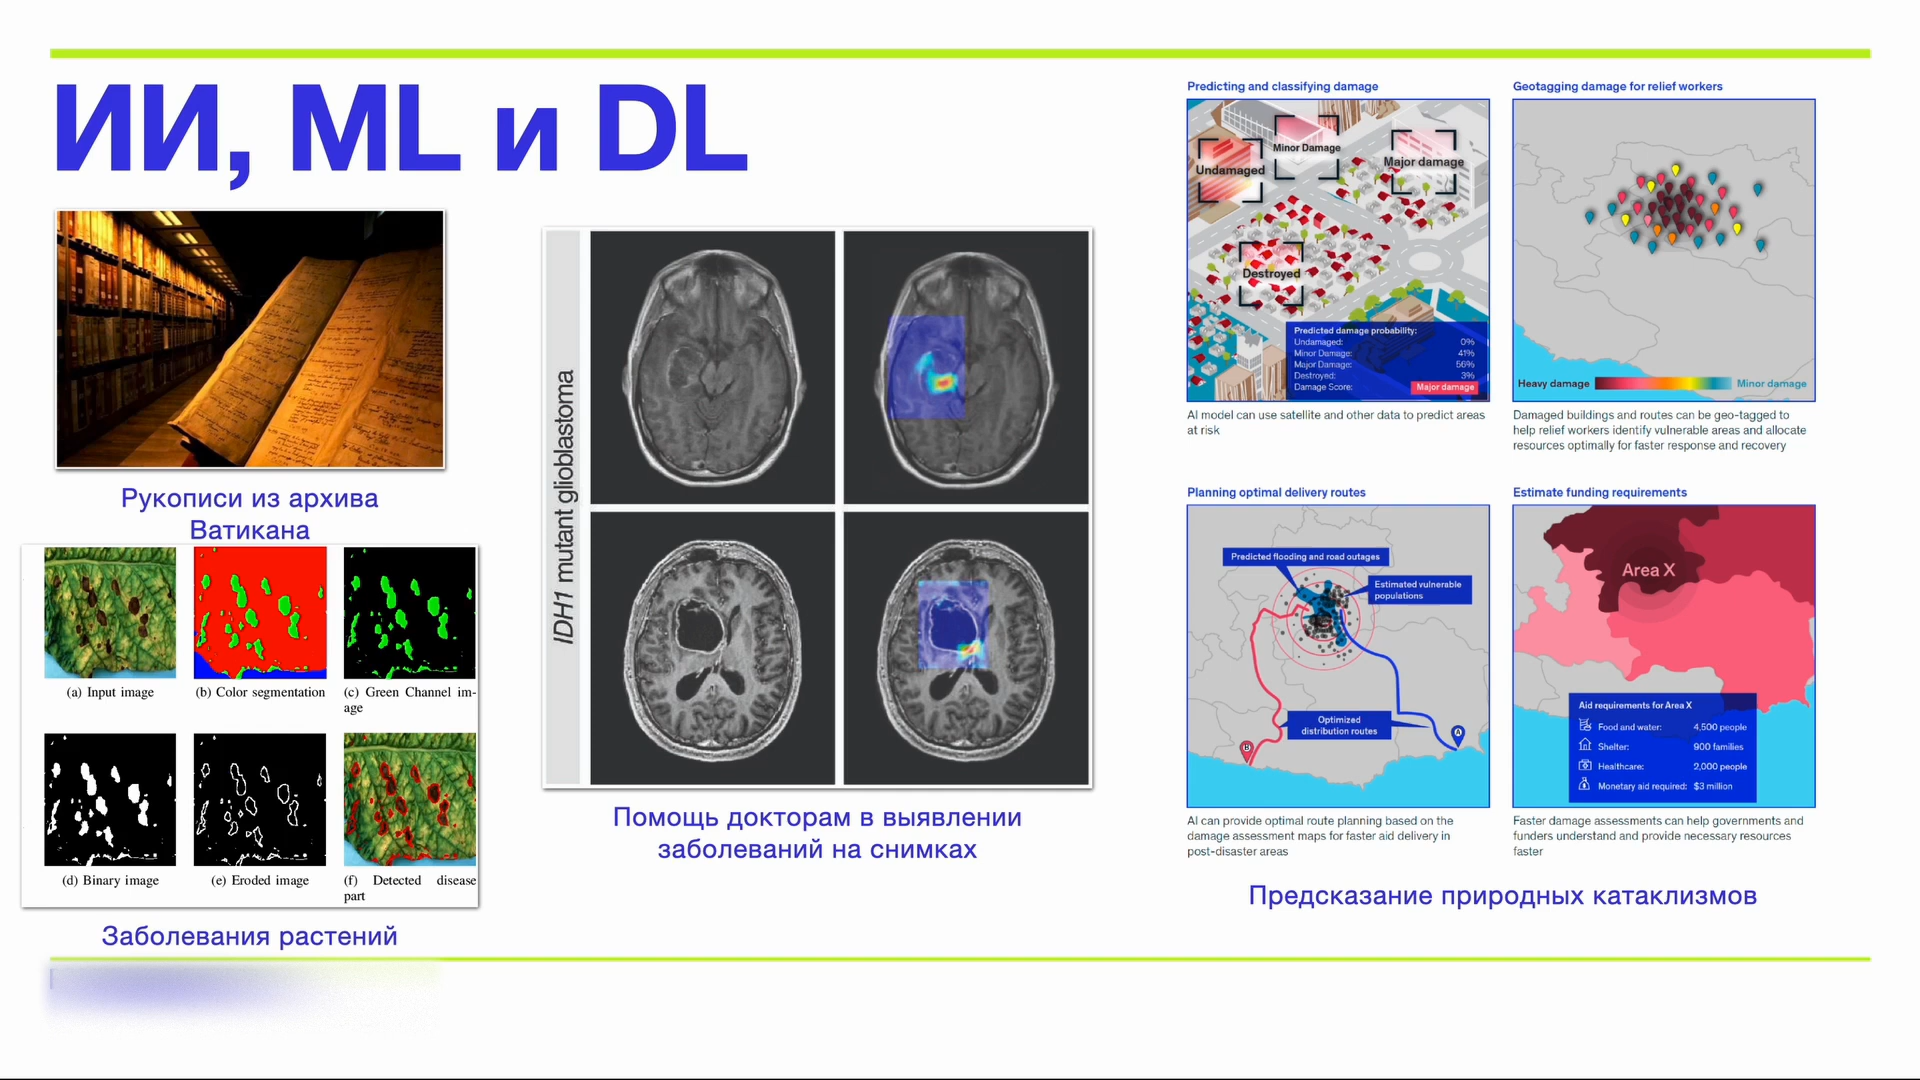 ИИ, ML и DL
Рукописи из архива
Ватикана
(a) Input image
(b) Color segmentation
(c) Green Channel im-
age
(d) Binary image
(e) Eroded image
(f) Detected disease
part
Заболевания растений
IDH1 mutant glioblastoma
Помощь докторам в выявлении
заболеваний на снимках
Predicting and classifying damage
Undamaged
Minor Damage
Major damage
Destroyed
Predicted damage probability:
Undamaged: 0%
Minor Damage: 41%
Major Damage: 56%
Destroyed: 3%
Damage Score: Major damage
AI model can use satellite and other data to predict areas
at risk
Geotagging damage for relief workers
Heavy damage
Minor damage
Damaged buildings and routes can be geo-tagged to
help relief workers identify vulnerable areas and allocate
resources optimally for faster response and recovery
Planning optimal delivery routes
Predicted flooding and road outages
Estimated vulnerable
populations
Optimized
distribution routes
B
A
AI can provide optimal route planning based on the
damage assessment maps for faster aid delivery in
post-disaster areas
Estimate funding requirements
Area X
Aid requirements for Area X
Food and water: 4,500 people
Shelter: 900 families
Healthcare: 2,000 people
Monetary aid required: $3 million
Faster damage assessments can help governments and
funders understand and provide necessary resources
faster
Предсказание природных катаклизмов